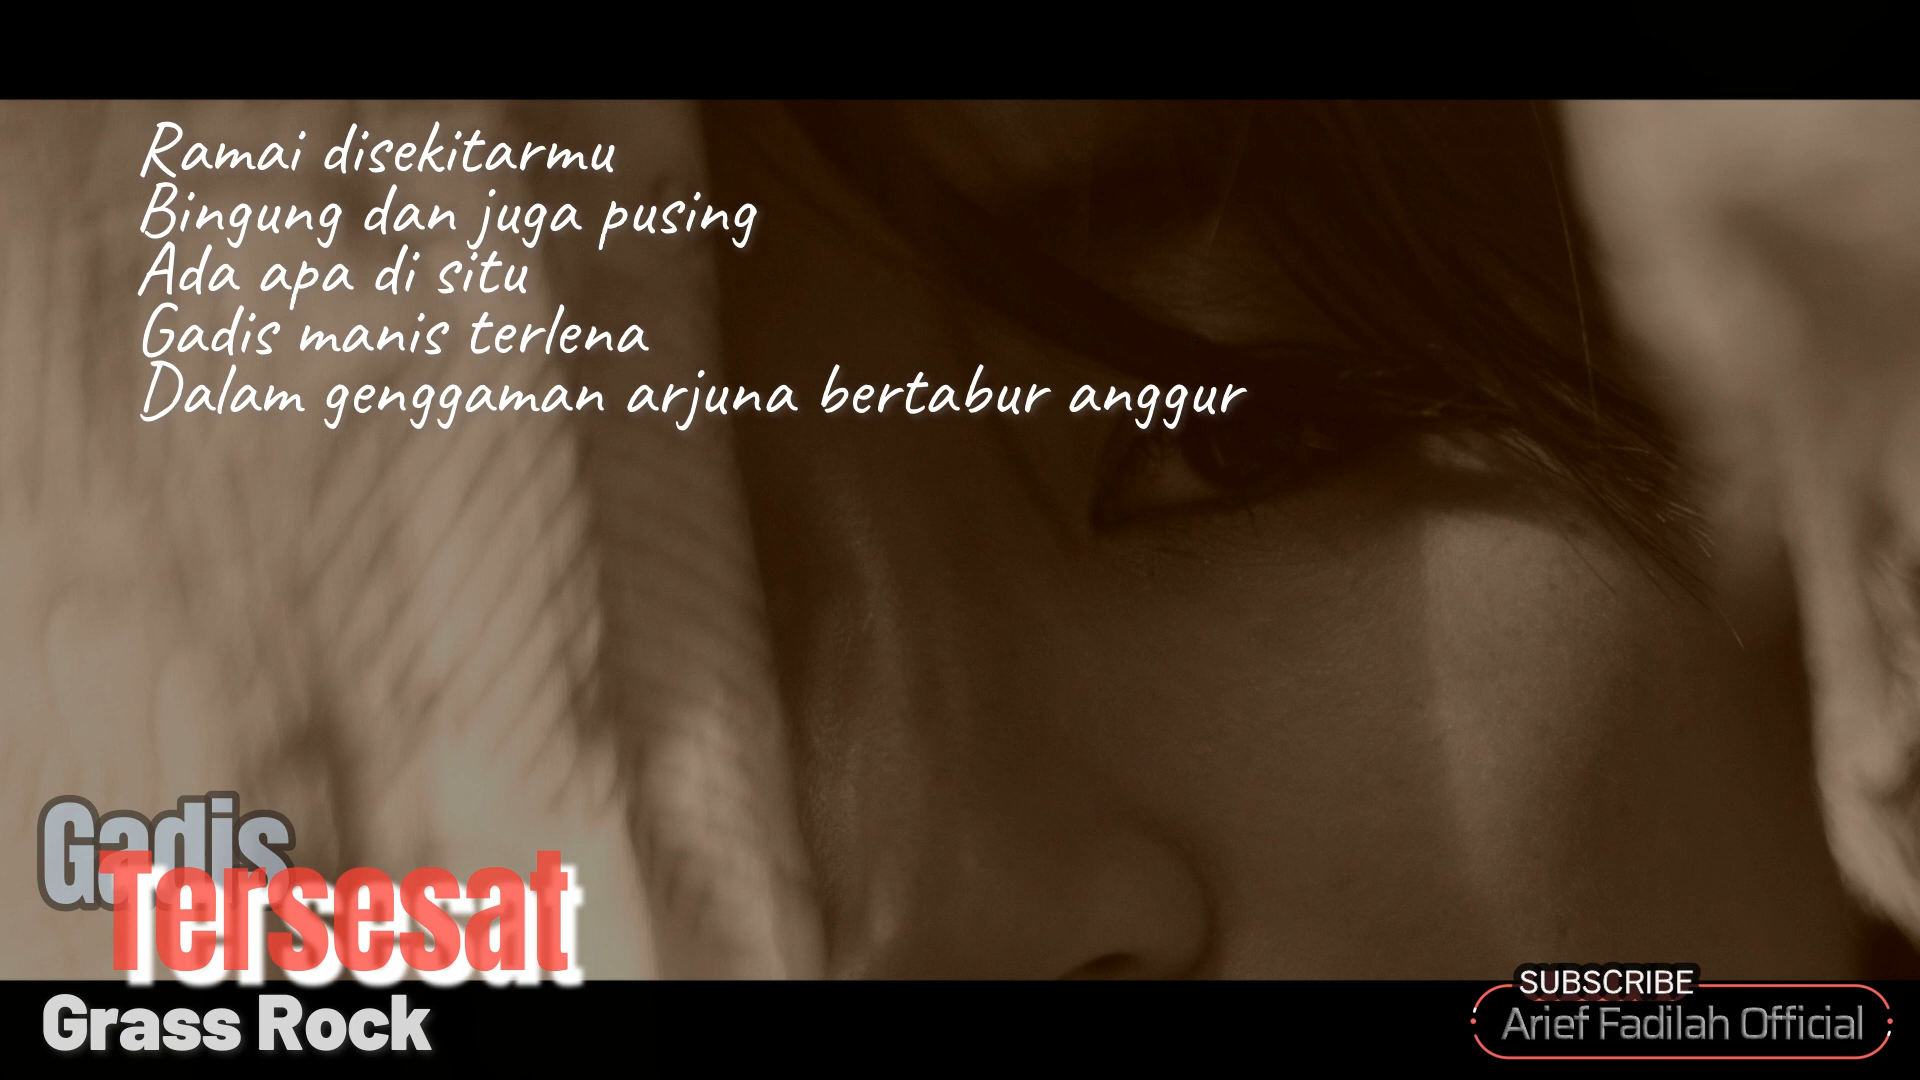 Ramai disekitarmu
Bingung dan juga pusing
Ada apa di situ
Gadis manis terlena
Dalam genggaman arjuna bertabur anggur
Gadis
Tersesat
Grass Rock
SUBSCRIBE
Arief Fadilah Official